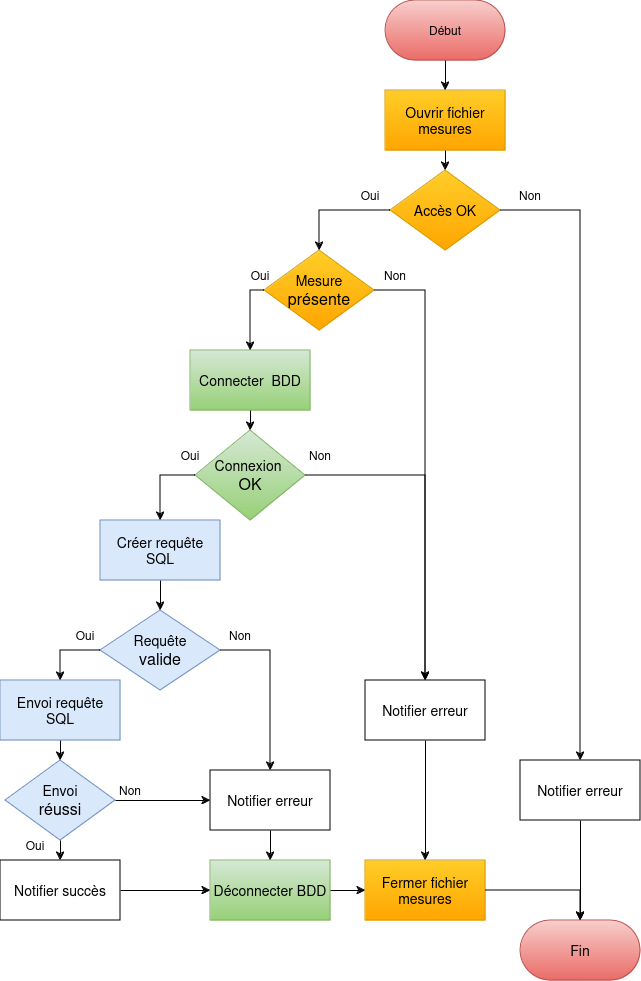 Début
Ouvrir fichier
mesures
Oui
Non
Accès OK
Oui
Non
Mesure
présente
Connecter BDD
Oui
Non
Connexion
OK
Créer requête
SQL
Oui
Non
Requête
valide
Envoi requête
SQL
Notifier erreur
Envoi
réussi
Non
Notifier erreur
Notifier erreur
Oui
Notifier succès
Déconnecter BDD
Fermer fichier
mesures
Fin